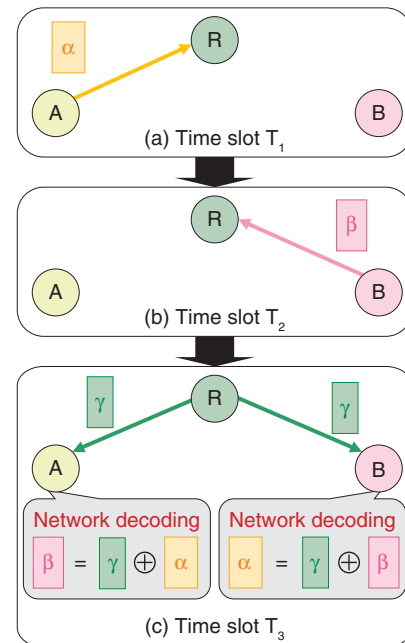 α
R
A
B
(a) Time slot T₁
R
β
A
B
(b) Time slot T₂
R
γ
γ
A
B
Network decoding
β = γ ⊕ α
Network decoding
α = γ ⊕ β
(c) Time slot T₃